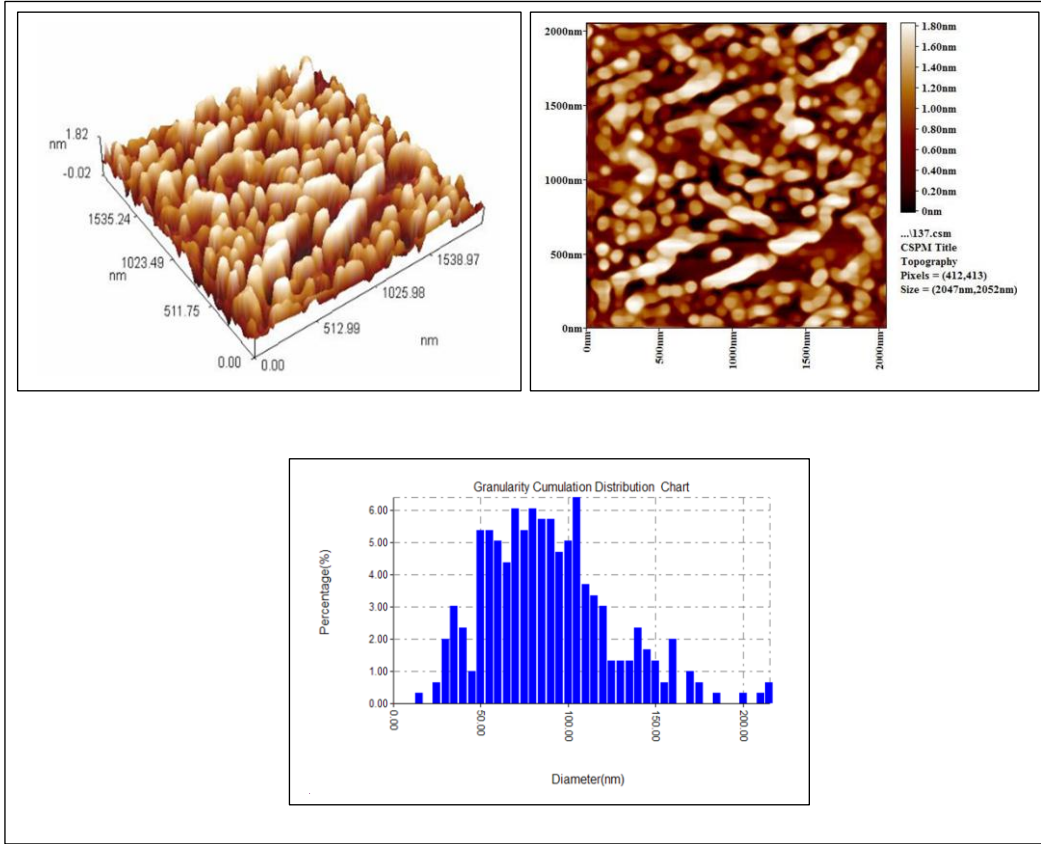 1.82
nm
-0.02
1535.24
1023.49
nm
511.75
0.00
0.00
512.99
1025.98
1538.97
nm
2000nm
1500nm
1000nm
500nm
0nm
0nm
500nm
1000nm
1500nm
2000nm
1.80nm
1.60nm
1.40nm
1.20nm
1.00nm
0.80nm
0.60nm
0.40nm
0.20nm
0nm
...\137.csm
CSPM Title
Topography
Pixels = (412,413)
Size = (2047nm,2052nm)
Granularity Cumulation Distribution Chart
Percentage(%)
6.00
5.00
4.00
3.00
2.00
1.00
0.00
0.00
50.00
100.00
150.00
200.00
Diameter(nm)